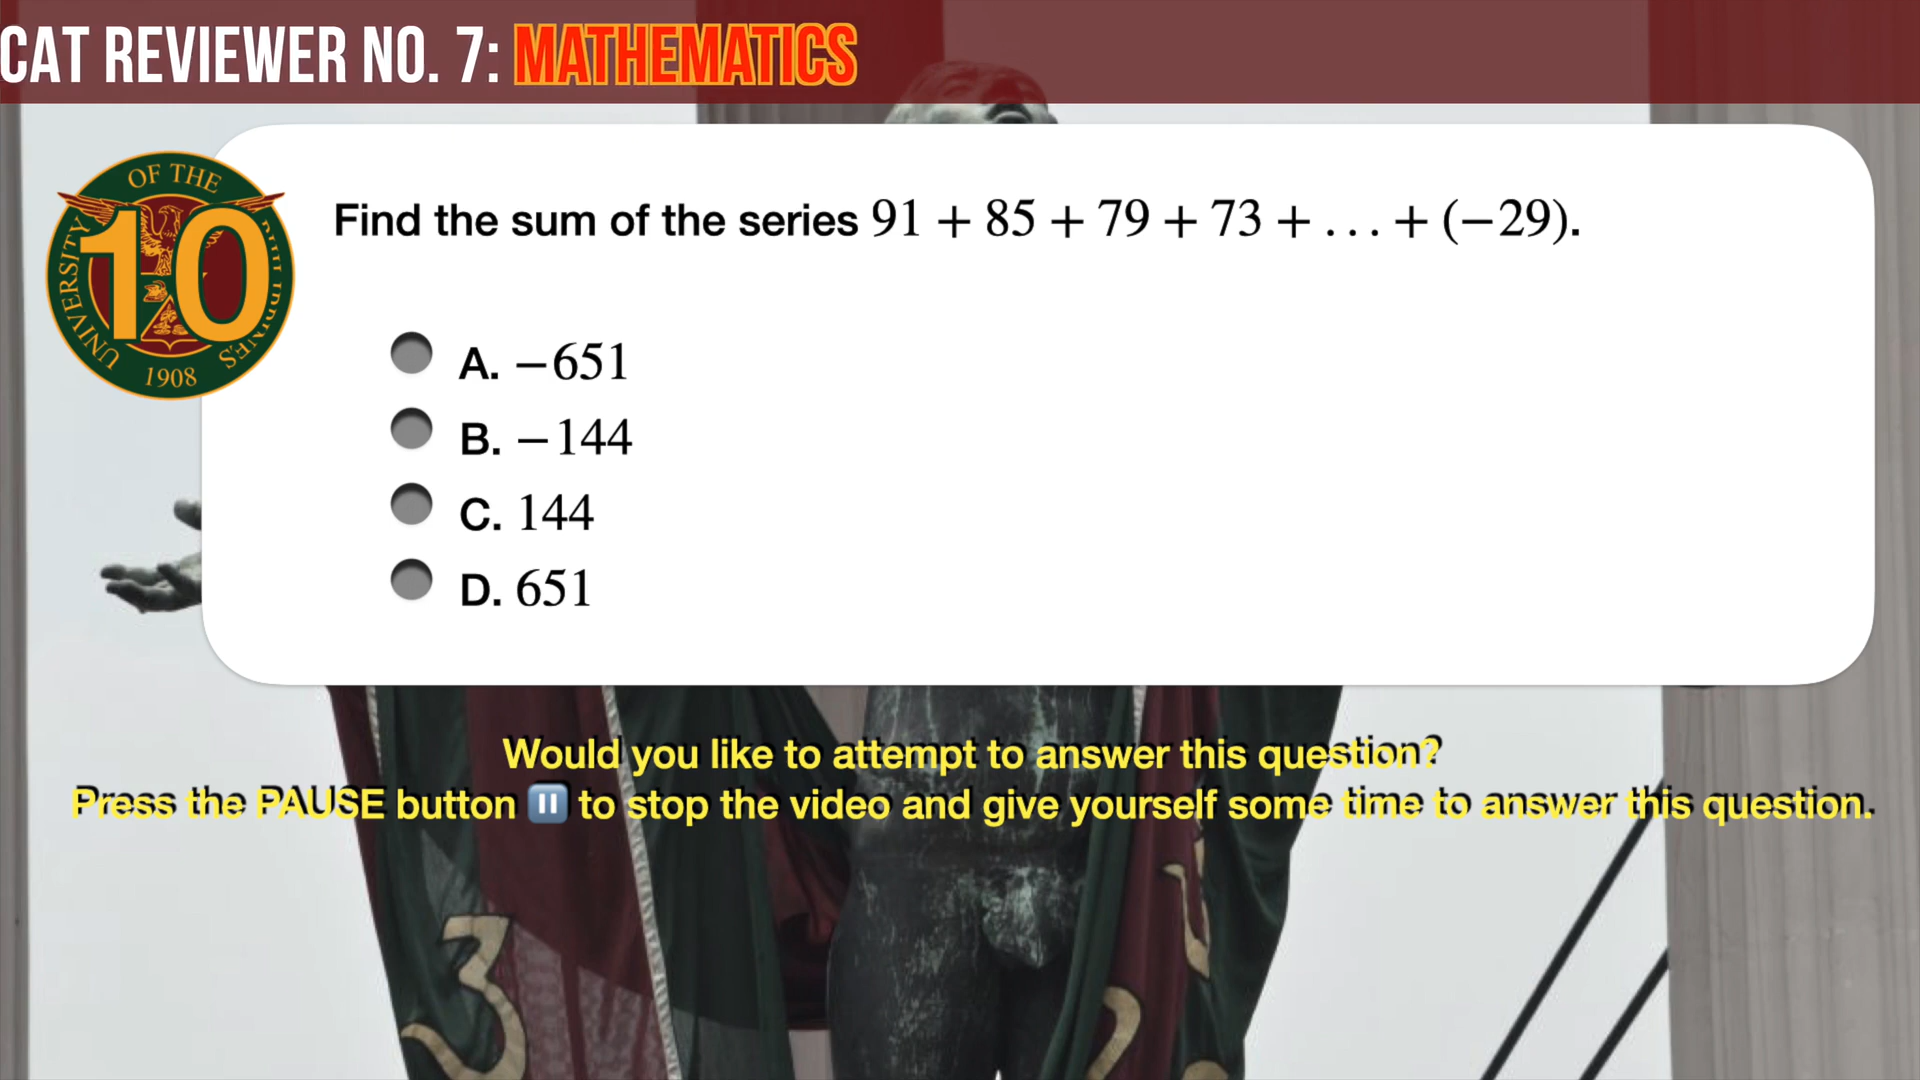 CAT REVIEWER NO. 7: MATHEMATICS
UNIVERSITY OF THE PHILIPPINES
1908
10
Find the sum of the series 91 + 85 + 79 + 73 + . . . + (−29).
A. −651
B. −144
C. 144
D. 651
Would you like to attempt to answer this question?
Press the PAUSE button ⏸ to stop the video and give yourself some time to answer this question.
3
2